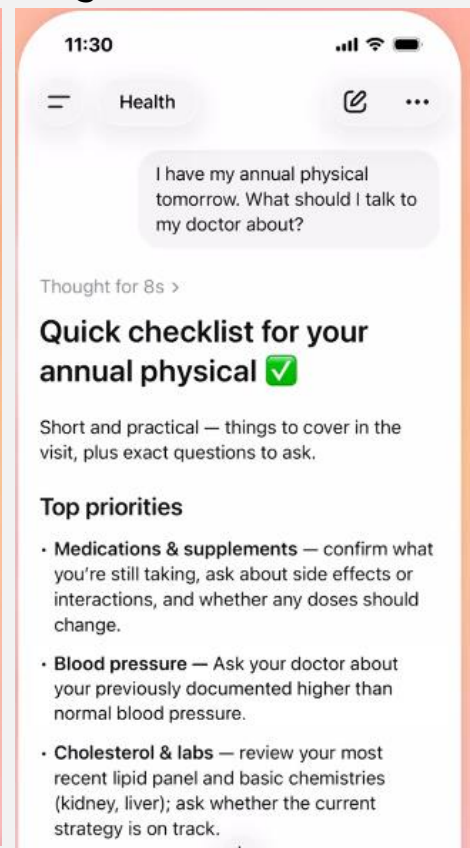 11:30
Health
I have my annual physical
tomorrow. What should I talk to
my doctor about?
Thought for 8s >
Quick checklist for your
annual physical ✅
Short and practical — things to cover in the
visit, plus exact questions to ask.
Top priorities
• Medications & supplements — confirm what
you’re still taking, ask about side effects or
interactions, and whether any doses should
change.
• Blood pressure — Ask your doctor about
your previously documented higher than
normal blood pressure.
• Cholesterol & labs — review your most
recent lipid panel and basic chemistries
(kidney, liver); ask whether the current
strategy is on track.